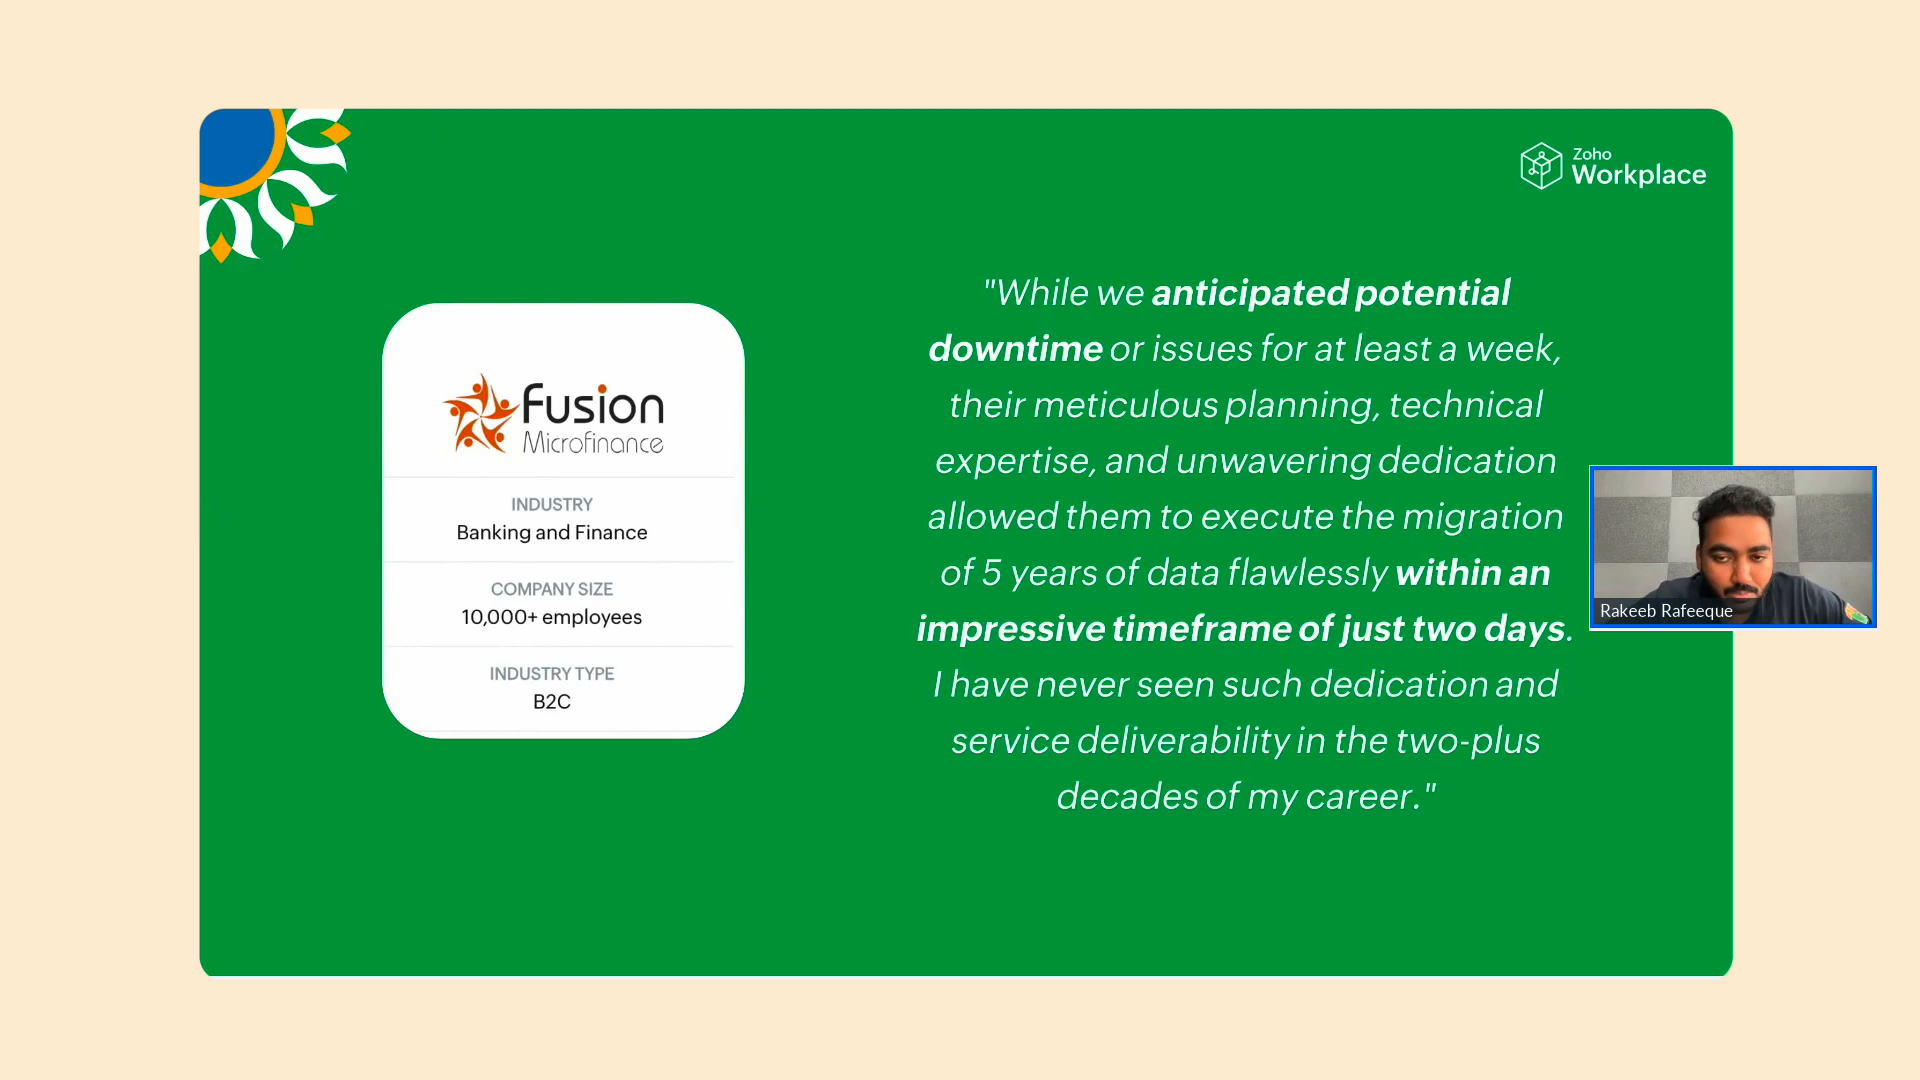 Zoho
Workplace
Fusion
Microfinance
INDUSTRY
Banking and Finance
COMPANY SIZE
10,000+ employees
INDUSTRY TYPE
B2C
"While we anticipated potential
downtime or issues for at least a week,
their meticulous planning, technical
expertise, and unwavering dedication
allowed them to execute the migration
of 5 years of data flawlessly within an
impressive timeframe of just two days.
I have never seen such dedication and
service deliverability in the two-plus
decades of my career."
Rakeeb Rafeeque